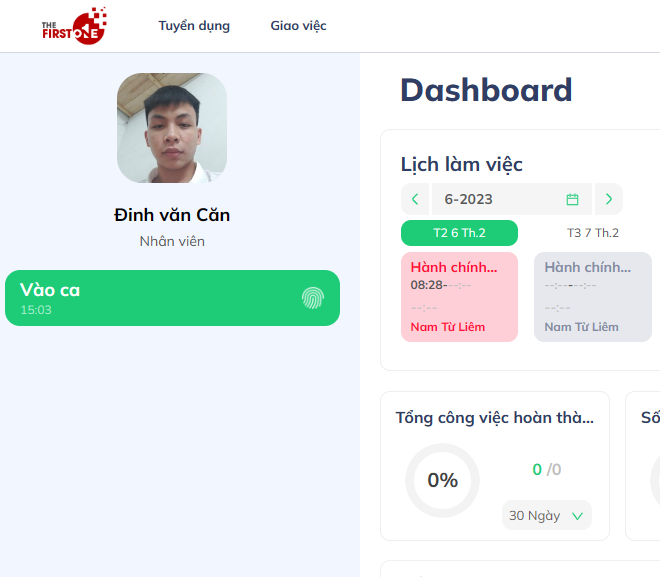 THE
FIRST ONE
Tuyển dụng
Giao việc
Đinh văn Căn
Nhân viên
Vào ca
15:03
Dashboard
Lịch làm việc
6-2023
T2 6 Th.2
T3 7 Th.2
Hành chính...
08:28---:--
--:--
Nam Từ Liêm
Hành chính...
--:-----:--
--:--
Nam Từ Liêm
Tổng công việc hoàn thà...
0%
0 /0
30 Ngày
Số